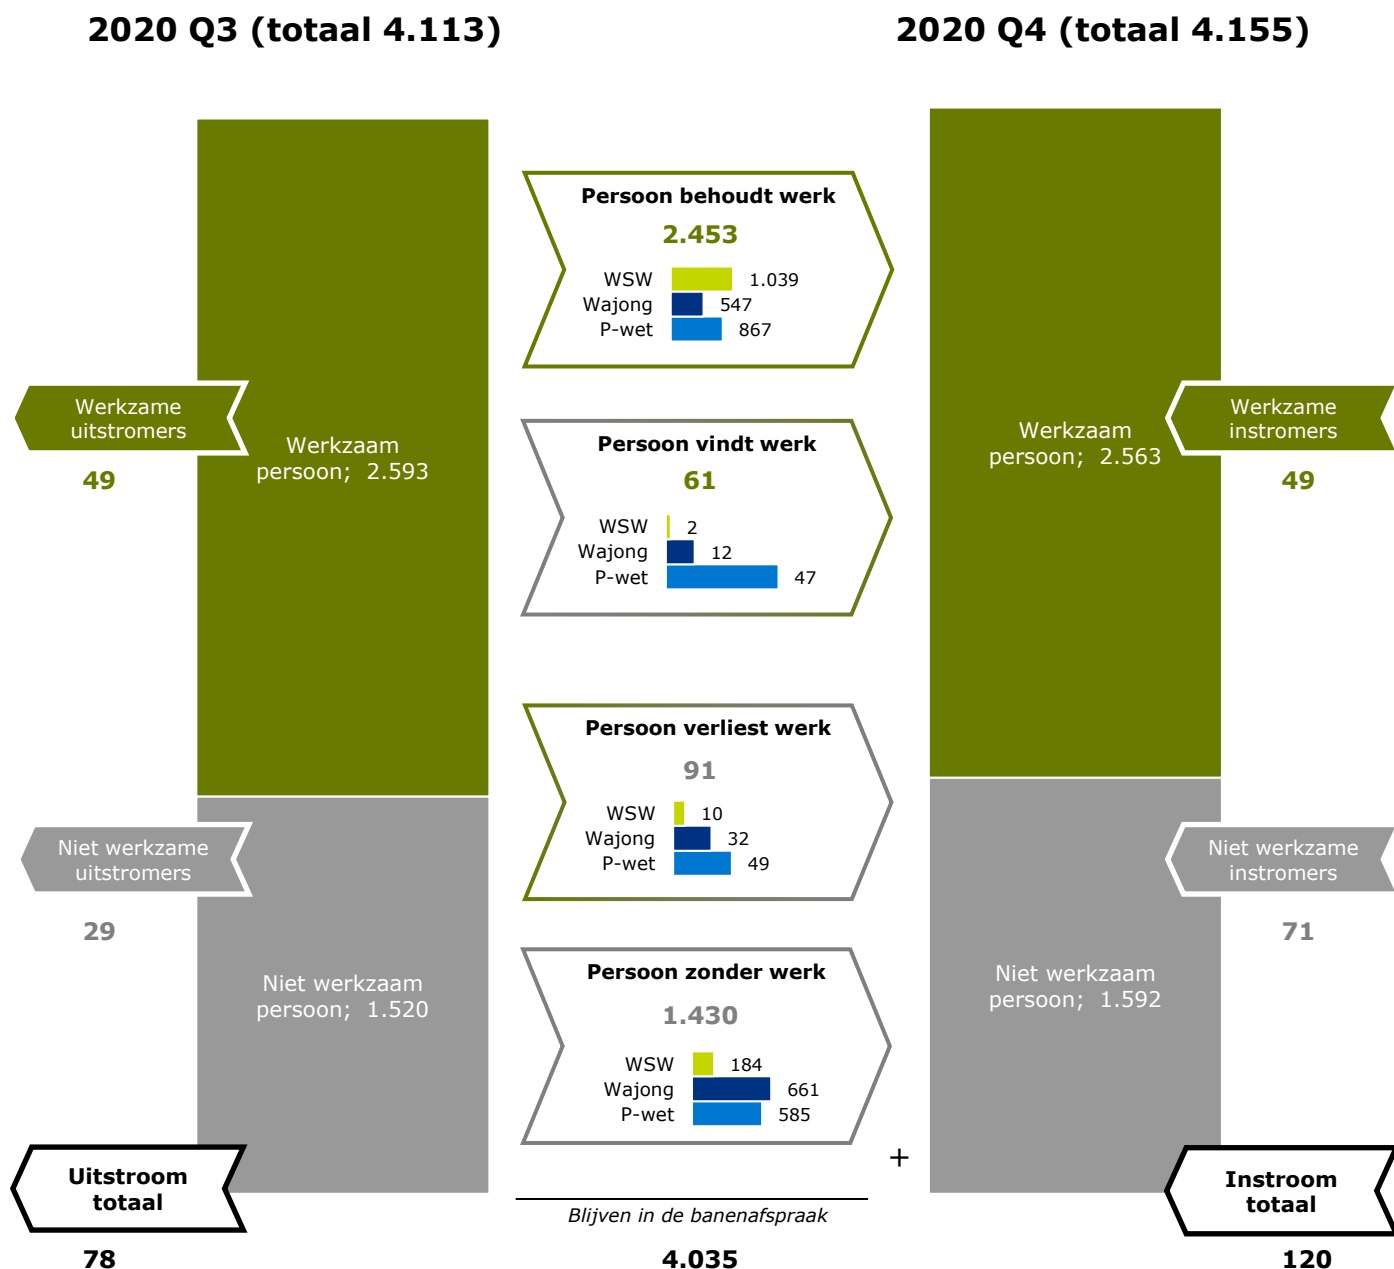 2020 Q3 (totaal 4.113)
2020 Q4 (totaal 4.155)
Werkzame
uitstromers
49
Werkzaam
persoon;  2.593
Niet werkzame
uitstromers
29
Niet werkzaam
persoon;  1.520
Uitstroom
totaal
78
Persoon behoudt werk
2.453
WSW 1.039
Wajong 547
P-wet 867
Persoon vindt werk
61
WSW 2
Wajong 12
P-wet 47
Persoon verliest werk
91
WSW 10
Wajong 32
P-wet 49
Persoon zonder werk
1.430
WSW 184
Wajong 661
P-wet 585
+
Blijven in de banenafspraak
4.035
Werkzaam
persoon;  2.563
Werkzame
instromers
49
Niet werkzame
instromers
71
Niet werkzaam
persoon;  1.592
Instroom
totaal
120